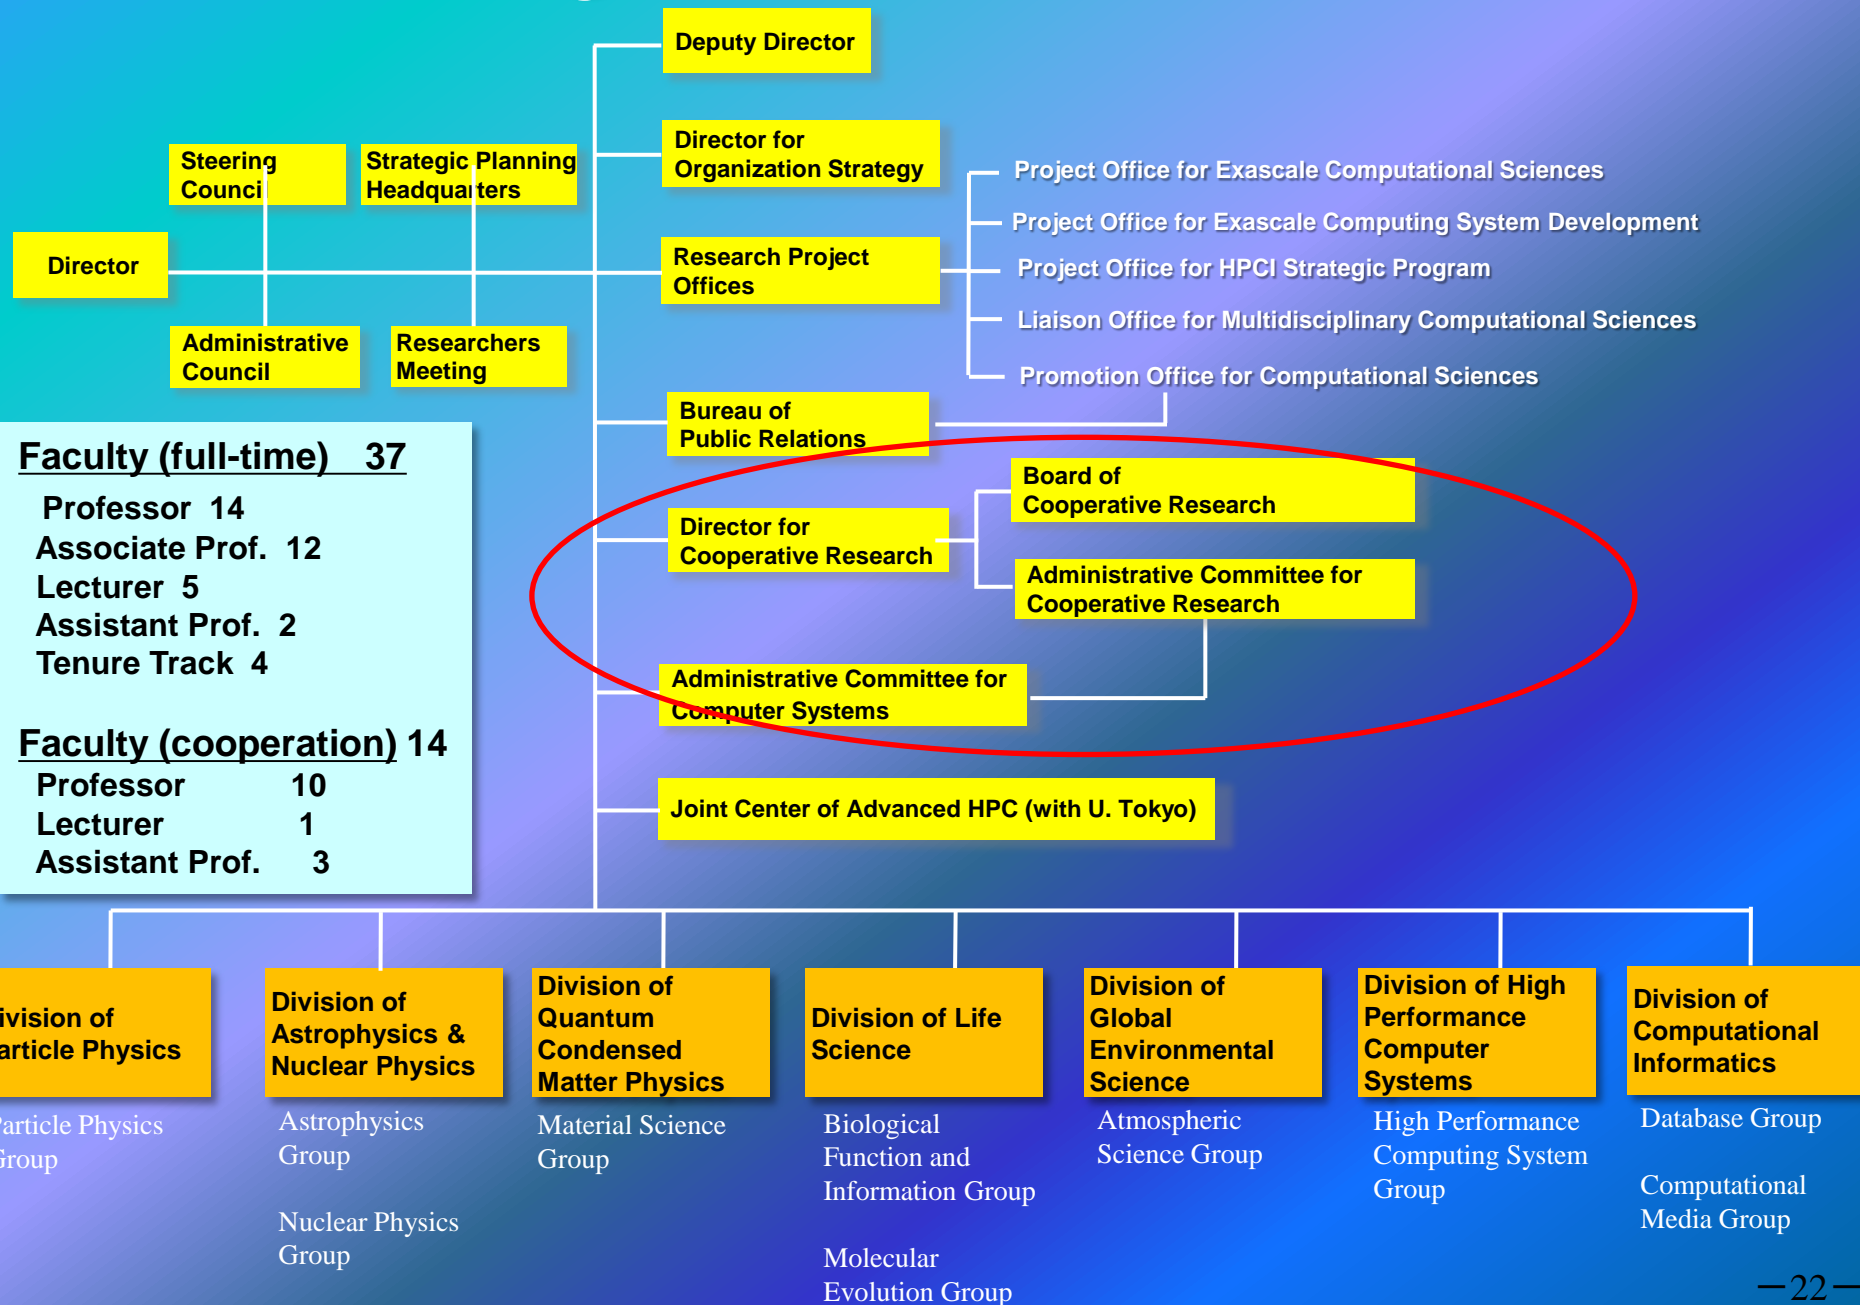 Deputy Director
Director for
Organization Strategy
Steering
Council
Strategic Planning
Headquarters
Project Office for Exascale Computational Sciences
Project Office for Exascale Computing System Development
Director
Research Project
Offices
Project Office for HPCI Strategic Program
Liaison Office for Multidisciplinary Computational Sciences
Administrative
Council
Researchers
Meeting
Promotion Office for Computational Sciences
Bureau of
Public Relations
Faculty (full-time) 37
Professor 14
Associate Prof. 12
Lecturer 5
Assistant Prof. 2
Tenure Track 4
Faculty (cooperation) 14
Professor 10
Lecturer 1
Assistant Prof. 3
Board of
Cooperative Research
Director for
Cooperative Research
Administrative Committee for
Cooperative Research
Administrative Committee for
Computer Systems
Joint Center of Advanced HPC (with U. Tokyo)
ivision of
article Physics
Particle Physics
Group
Division of
Astrophysics &
Nuclear Physics
Astrophysics
Group
Nuclear Physics
Group
Division of
Quantum
Condensed
Matter Physics
Material Science
Group
Division of Life
Science
Biological
Function and
Information Group
Molecular
Evolution Group
Division of
Global
Environmental
Science
Atmospheric
Science Group
Division of High
Performance
Computer
Systems
High Performance
Computing System
Group
Division of
Computational
Informatics
Database Group
Computational
Media Group
—22—